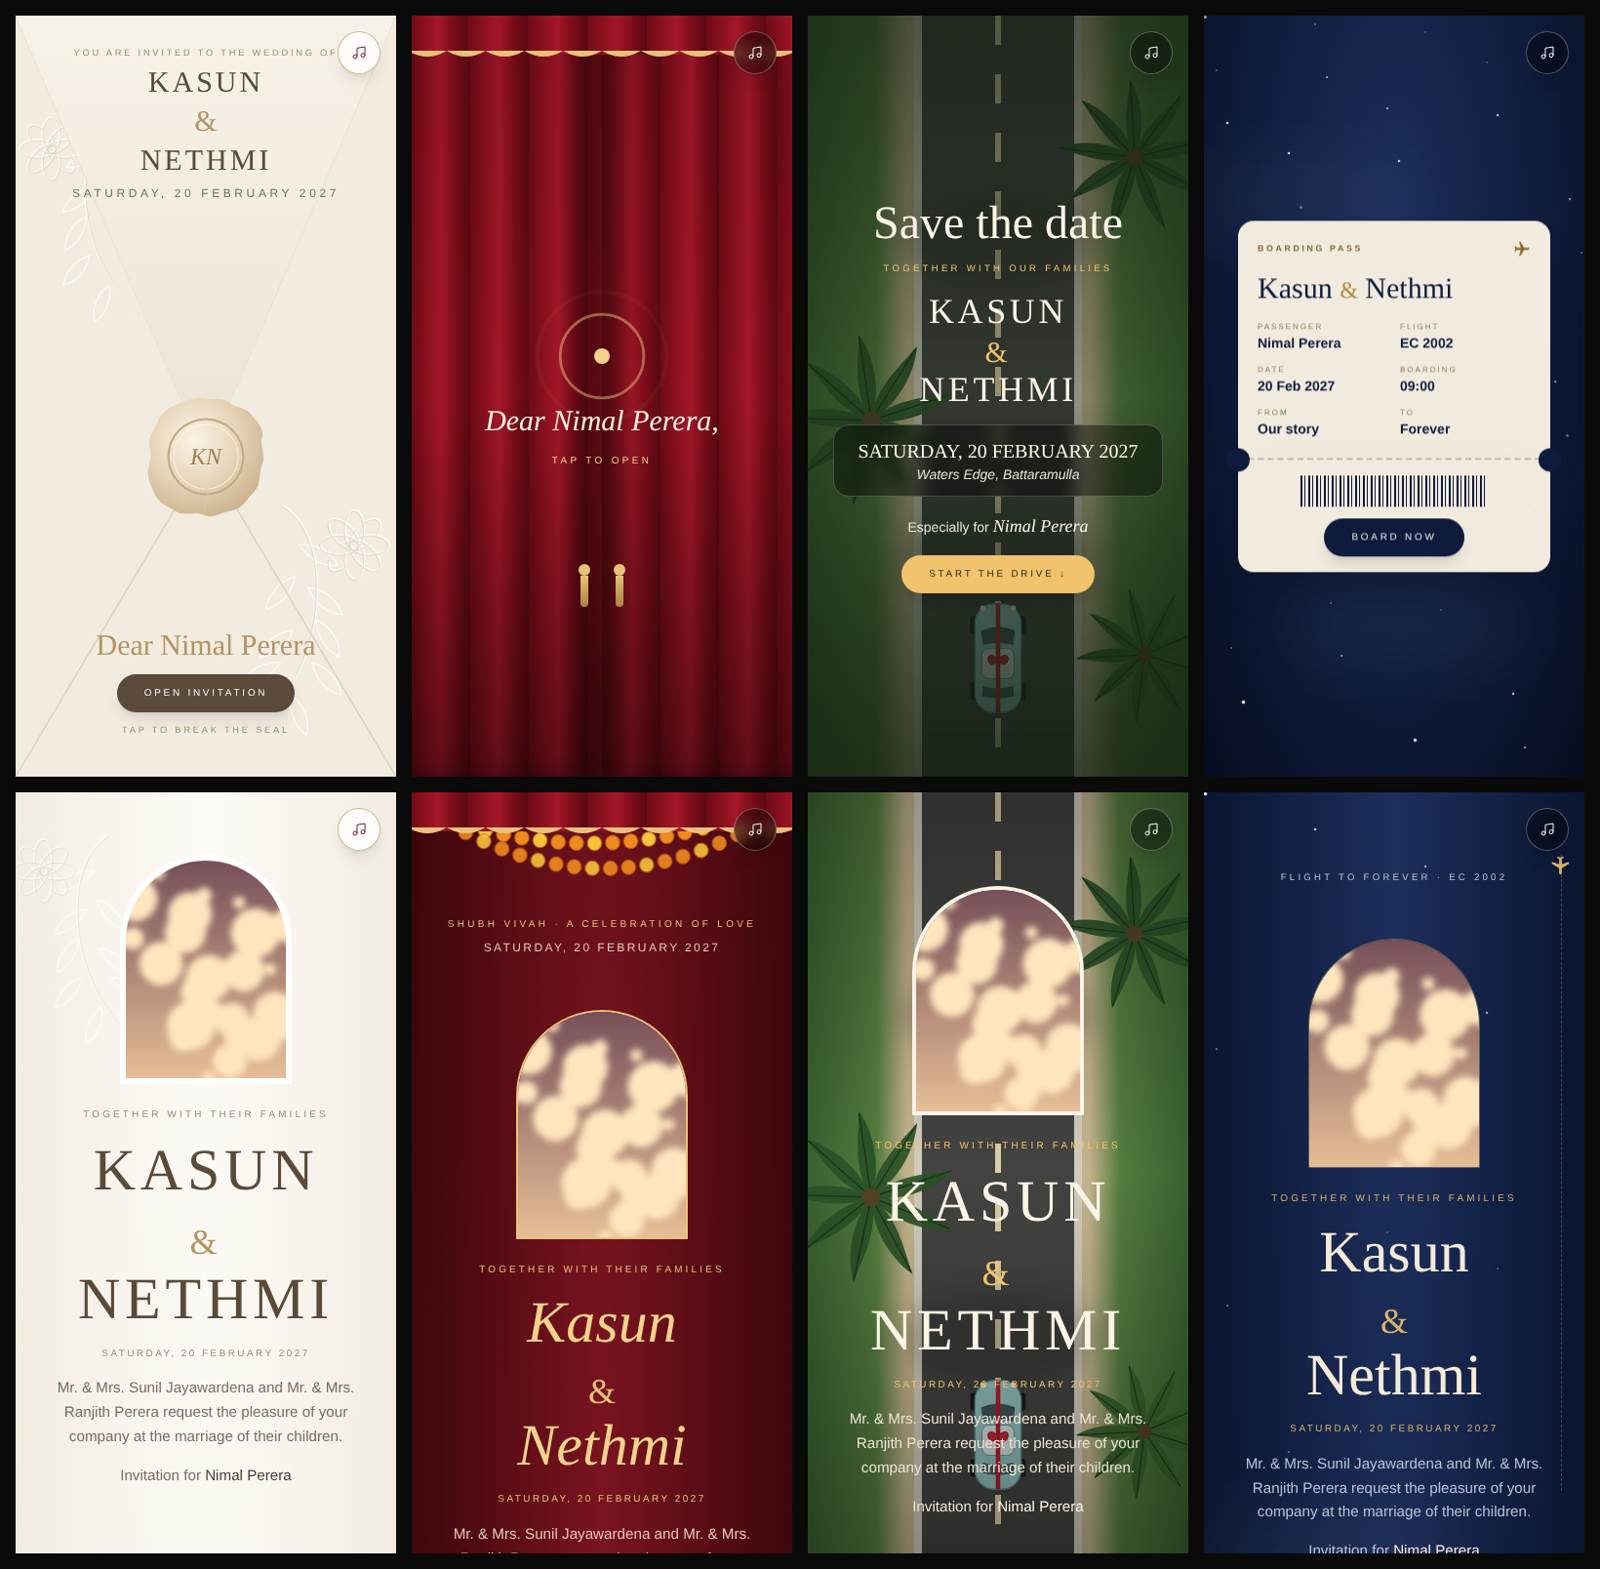 YOU ARE INVITED TO THE WEDDING OF
KASUN
&
NETHMI
SATURDAY, 20 FEBRUARY 2027
KN
Dear Nimal Perera
OPEN INVITATION
TAP TO BREAK THE SEAL
Dear Nimal Perera,
TAP TO OPEN
Save the date
TOGETHER WITH OUR FAMILIES
KASUN
&
NETHMI
SATURDAY, 20 FEBRUARY 2027
Waters Edge, Battaramulla
Especially for Nimal Perera
START THE DRIVE ↓
BOARDING PASS
Kasun & Nethmi
PASSENGER FLIGHT
Nimal Perera EC 2002
DATE BOARDING
20 Feb 2027 09:00
FROM TO
Our story Forever
BOARD NOW
TOGETHER WITH THEIR FAMILIES
KASUN
&
NETHMI
SATURDAY, 20 FEBRUARY 2027
Mr. & Mrs. Sunil Jayawardena and Mr. & Mrs.
Ranjith Perera request the pleasure of your
company at the marriage of their children.
Invitation for Nimal Perera
SHUBH VIVAH · A CELEBRATION OF LOVE
SATURDAY, 20 FEBRUARY 2027
TOGETHER WITH THEIR FAMILIES
Kasun
&
Nethmi
SATURDAY, 20 FEBRUARY 2027
Mr. & Mrs. Sunil Jayawardena and Mr. & Mrs.
TOGETHER WITH THEIR FAMILIES
KASUN
&
NETHMI
SATURDAY, 20 FEBRUARY 2027
Mr. & Mrs. Sunil Jayawardena and Mr. & Mrs.
Ranjith Perera request the pleasure of your
company at the marriage of their children.
Invitation for Nimal Perera
FLIGHT TO FOREVER · EC 2002
TOGETHER WITH THEIR FAMILIES
Kasun
&
Nethmi
SATURDAY, 20 FEBRUARY 2027
Mr. & Mrs. Sunil Jayawardena and Mr. & Mrs.
Ranjith Perera request the pleasure of your
company at the marriage of their children.
Invitation for Nimal Perera